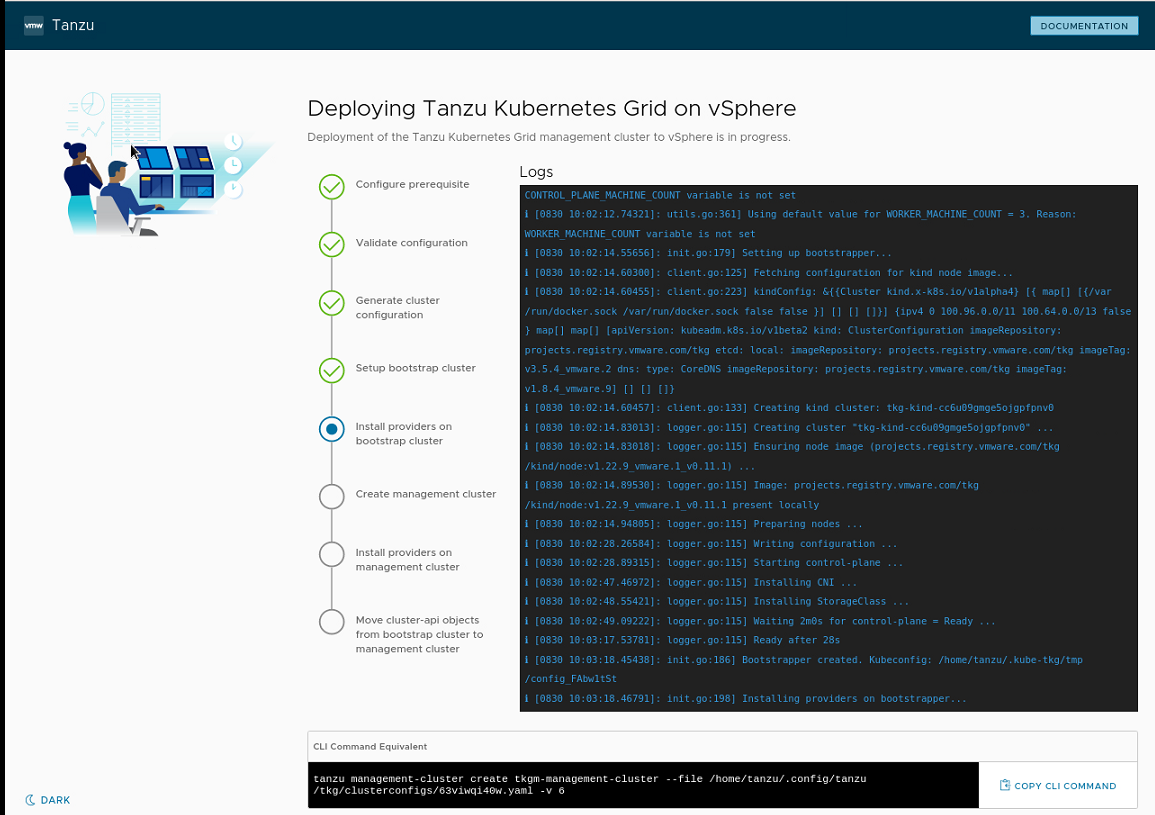 vmw Tanzu
DOCUMENTATION
Deploying Tanzu Kubernetes Grid on vSphere
Deployment of the Tanzu Kubernetes Grid management cluster to vSphere is in progress.
Configure prerequisite
Validate configuration
Generate cluster
configuration
Setup bootstrap cluster
Install providers on
bootstrap cluster
Create management cluster
Install providers on
management cluster
Move cluster-api objects
from bootstrap cluster to
management cluster
Logs
CONTROL_PLANE_MACHINE_COUNT variable is not set
ℹ [0830 10:02:12.74321]: utils.go:361] Using default value for WORKER_MACHINE_COUNT = 3. Reason:
WORKER_MACHINE_COUNT variable is not set
ℹ [0830 10:02:14.55656]: init.go:179] Setting up bootstrapper...
ℹ [0830 10:02:14.60300]: client.go:125] Fetching configuration for kind node image...
ℹ [0830 10:02:14.60455]: client.go:223] kindConfig: &{{Cluster kind.x-k8s.io/v1alpha4} [{ map[] [{/var
/run/docker.sock /var/run/docker.sock false false }] [] [] []}] {ipv4 0 100.96.0.0/11 100.64.0.0/13 false
} map[] map[] [apiVersion: kubeadm.k8s.io/v1beta2 kind: ClusterConfiguration imageRepository:
projects.registry.vmware.com/tkg etcd: local: imageRepository: projects.registry.vmware.com/tkg imageTag:
v3.5.4_vmware.2 dns: type: CoreDNS imageRepository: projects.registry.vmware.com/tkg imageTag:
v1.8.4_vmware.9] [] [] []}
ℹ [0830 10:02:14.60457]: client.go:133] Creating kind cluster: tkg-kind-cc6u09gmge5ojgpfpnv0
ℹ [0830 10:02:14.83013]: logger.go:115] Creating cluster "tkg-kind-cc6u09gmge5ojgpfpnv0" ...
ℹ [0830 10:02:14.83018]: logger.go:115] Ensuring node image (projects.registry.vmware.com/tkg
/kind/node:v1.22.9_vmware.1_v0.11.1) ...
ℹ [0830 10:02:14.89530]: logger.go:115] Image: projects.registry.vmware.com/tkg
/kind/node:v1.22.9_vmware.1_v0.11.1 present locally
ℹ [0830 10:02:14.94805]: logger.go:115] Preparing nodes ...
ℹ [0830 10:02:28.26584]: logger.go:115] Writing configuration ...
ℹ [0830 10:02:28.89315]: logger.go:115] Starting control-plane ...
ℹ [0830 10:02:47.46972]: logger.go:115] Installing CNI ...
ℹ [0830 10:02:48.55421]: logger.go:115] Installing StorageClass ...
ℹ [0830 10:02:49.09222]: logger.go:115] Waiting 2m0s for control-plane = Ready ...
ℹ [0830 10:03:17.53781]: logger.go:115] Ready after 28s
ℹ [0830 10:03:18.45438]: init.go:186] Bootstrapper created. Kubeconfig: /home/tanzu/.kube-tkg/tmp
/config_FAbw1tSt
ℹ [0830 10:03:18.46791]: init.go:198] Installing providers on bootstrapper...
CLI Command Equivalent
tanzu management-cluster create tkgm-management-cluster --file /home/tanzu/.config/tanzu
/tkg/clusterconfigs/63viwqi40w.yaml -v 6
COPY CLI COMMAND
DARK